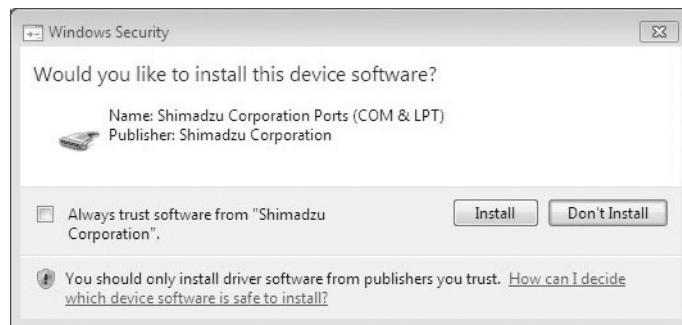 Windows Security
Would you like to install this device software?
Name: Shimadzu Corporation Ports (COM & LPT)
Publisher: Shimadzu Corporation
Always trust software from "Shimadzu
Corporation".
Install
Don't Install
You should only install driver software from publishers you trust. How can I decide
which device software is safe to install?